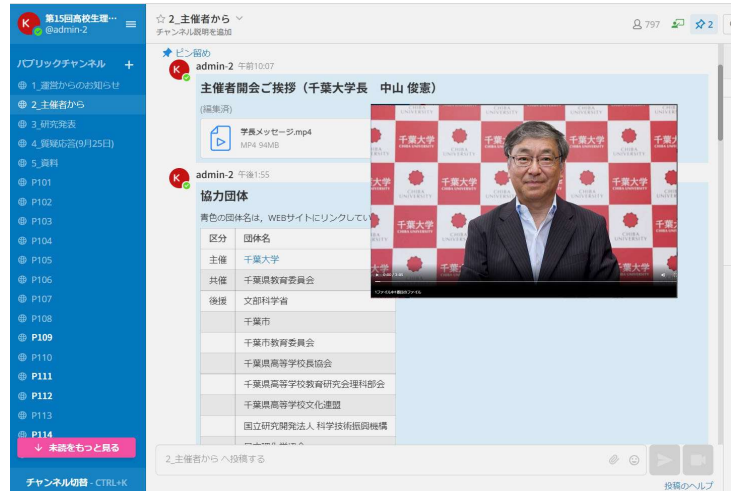 第15回高校生理…
@admin-2
パブリックチャンネル +
1_運営からのお知らせ
2_主催者から
3_研究発表
4_質疑応答(9月25日)
5_資料
P101
P102
P103
P104
P105
P106
P107
P108
P109
P110
P111
P112
P113
P114
↓ 未読をもっと見る
チャンネル切替 - CTRL+K
2_主催者から
チャンネル説明を追加
797
2
ピン留め
admin-2 午前10:07
主催者開会ご挨拶（千葉大学長　中山 俊憲）
(編集済)
学長メッセージ.mp4
MP4 94MB
千葉大学
CHIBA UNIVERSITY
admin-2 午後1:55
協力団体
青色の団体名は，WEBサイトにリンクしてい
区分 団体名
主催 千葉大学
共催 千葉県教育委員会
後援 文部科学省
千葉市
千葉市教育委員会
千葉県高等学校長協会
千葉県高等学校教育研究会理科部会
千葉県高等学校文化連盟
国立研究開発法人 科学技術振興機構
2_主催者から へ投稿する
投稿のヘルプ